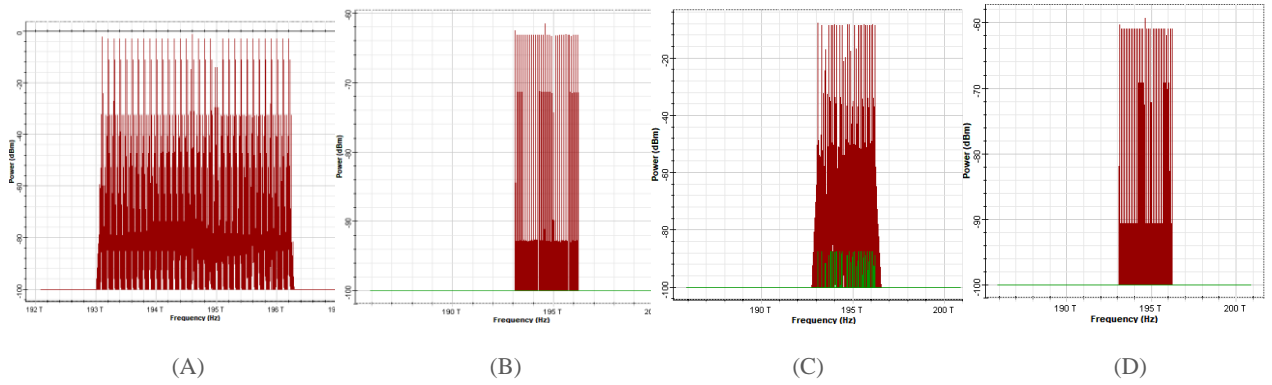 0
-20
-40
-60
-80
-100
Power (dBm)
192 T
193 T
194 T
195 T
196 T
19
Frequency (Hz)
(A)
-60
-70
-80
-90
-100
Power (dBm)
190 T
195 T
20
Frequency (Hz)
(B)
-20
-40
-60
-80
-100
Power (dBm)
190 T
195 T
200 T
Frequency (Hz)
(C)
-60
-70
-80
-90
-100
Power (dBm)
190 T
195 T
200 T
Frequency (Hz)
(D)